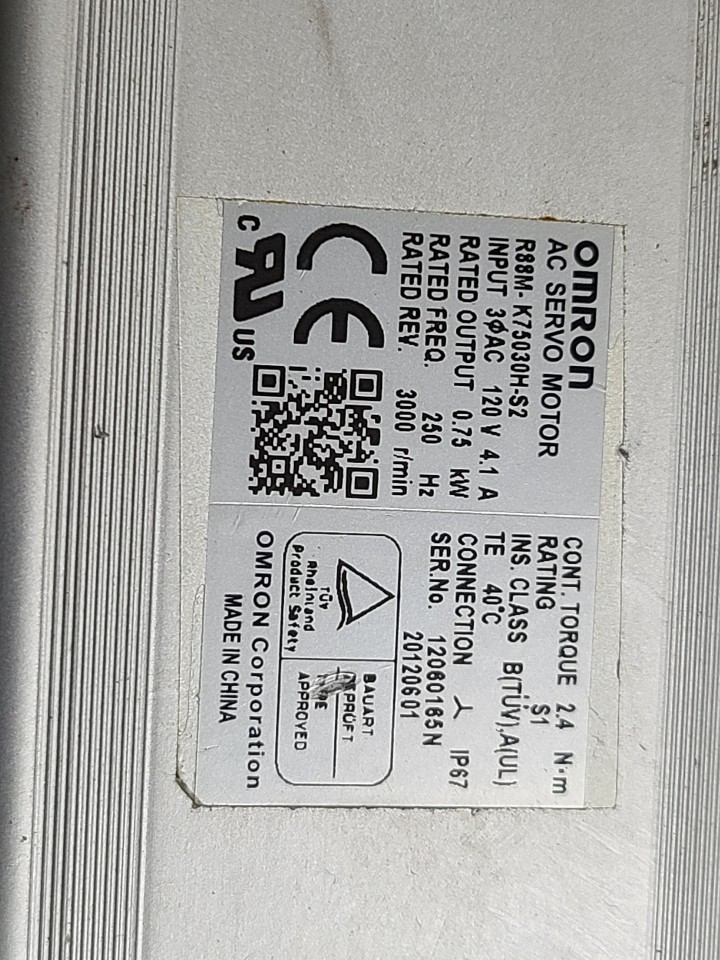 OMRON
AC SERVO MOTOR
R88M-K75030H-S2
INPUT 3ϕAC 120 V 4.1 A
RATED OUTPUT 0.75 kW
RATED FREQ. 250 Hz
RATED REV. 3000 r/min
CE
C RU US
CONT. TORQUE 2.4 N·m
RATING S1
INS. CLASS B(TÜV),A(UL)
TE 40°C
CONNECTION 人 IP67
SER.No. 12060165N
20120601
TÜV
Rheinland
Product Safety
BAUART
GEPRÜFT
APPROVED
OMRON Corporation
MADE IN CHINA